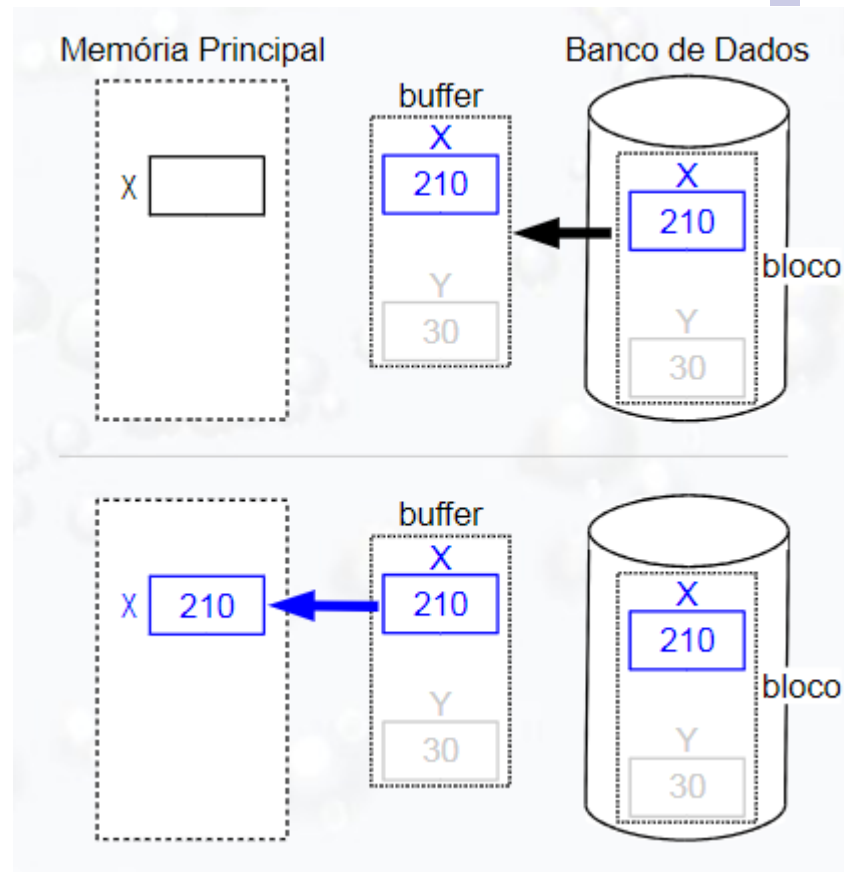 Memória Principal
Banco de Dados
buffer
X
X
X
210
210
bloco
Y
Y
30
30
buffer
X
X
X
210
210
210
bloco
Y
Y
30
30